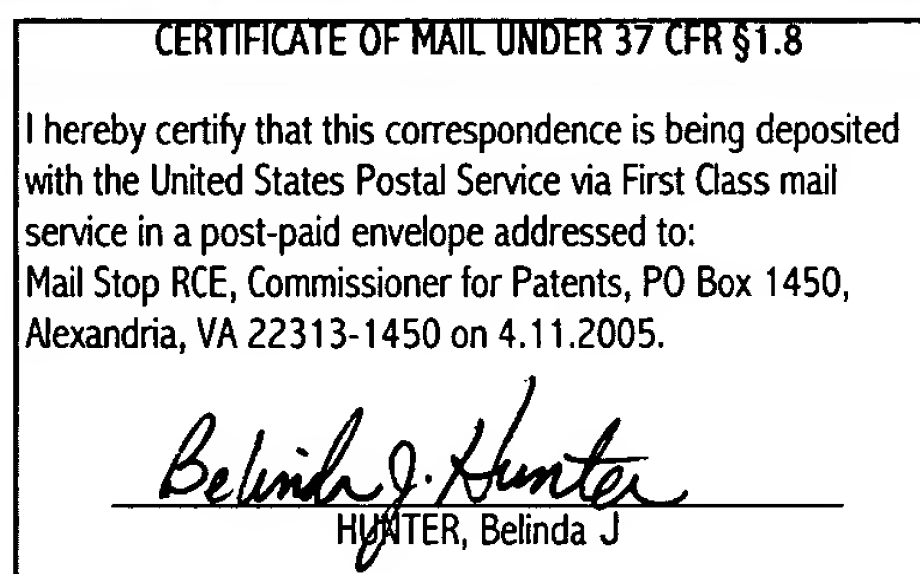 CERTIFICATE OF MAIL UNDER 37 CFR §1.8
I hereby certify that this correspondence is being deposited
with the United States Postal Service via First Class mail
service in a post-paid envelope addressed to:
Mail Stop RCE, Commissioner for Patents, PO Box 1450,
Alexandria, VA 22313-1450 on 4.11.2005.
Belinda J. Hunter
HUNTER, Belinda J